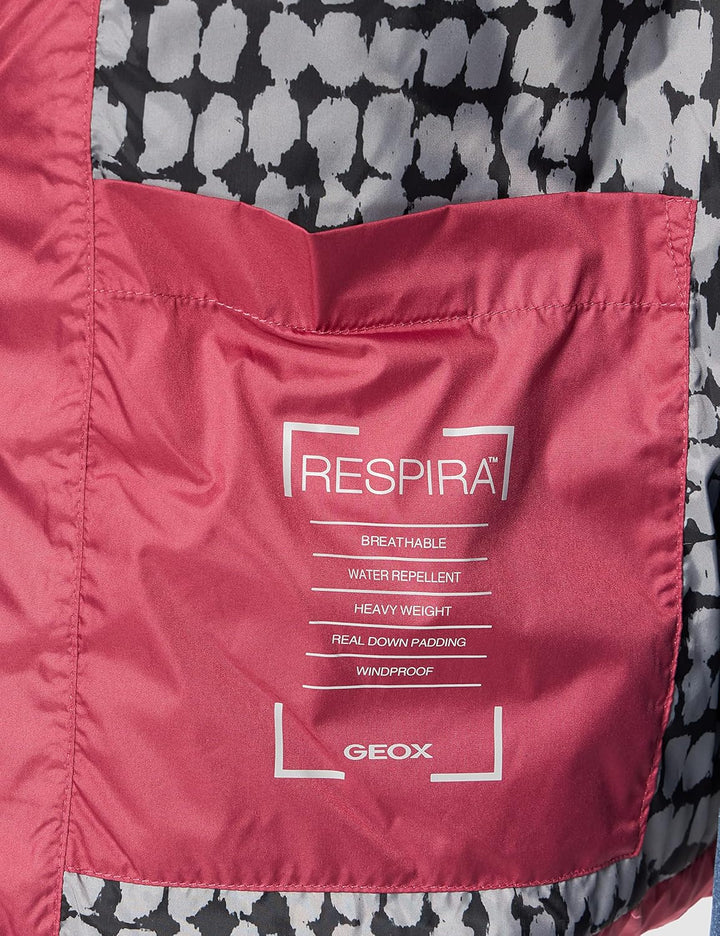 RESPIRA™
BREATHABLE
WATER REPELLENT
HEAVY WEIGHT
REAL DOWN PADDING
WINDPROOF
GEOX